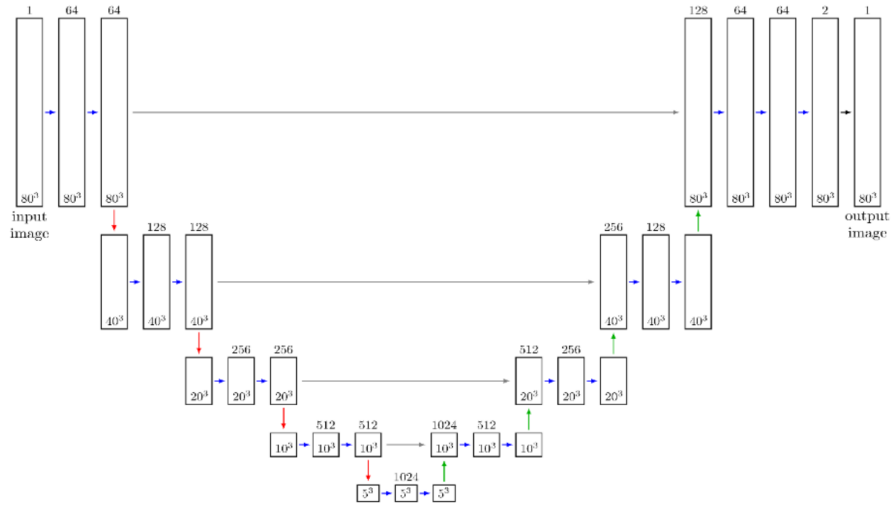 1 64 64 128 64 64 2 1
80³ 80³ 80³ 80³ 80³ 80³ 80³ 80³
input output
image image
128 128 256 128
40³ 40³ 40³ 40³ 40³ 40³
256 256 512 256
20³ 20³ 20³ 20³ 20³ 20³
512 512 1024 512
10³ 10³ 10³ 10³ 10³ 10³
1024
5³ 5³ 5³